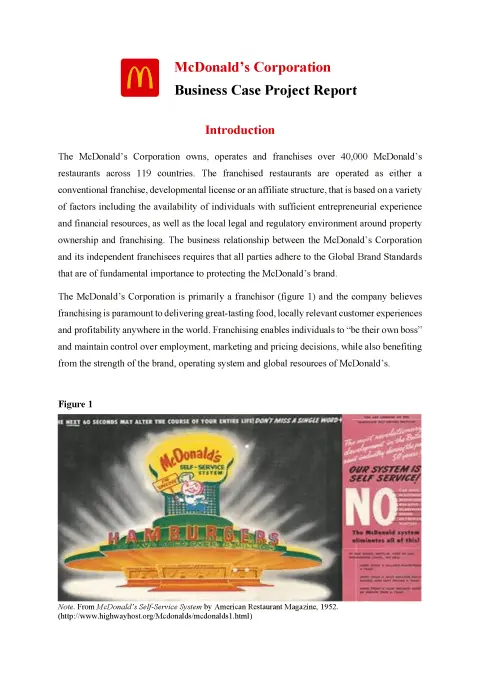 McDonald's Corporation
Business Case Project Report
Introduction
The McDonald's Corporation owns, operates and franchises over 40,000 McDonald's
restaurants across 119 countries. The franchised restaurants are operated as either a
conventional franchise, developmental license or an affiliate structure, that is based on a variety
of factors including the availability of individuals with sufficient entrepreneurial experience
and financial resources, as well as the local legal and regulatory environment around property
ownership and franchising. The business relationship between the McDonald's Corporation
and its independent franchisees requires that all parties adhere to the Global Brand Standards
that are of fundamental importance to protecting the McDonald's brand.
The McDonald's Corporation is primarily a franchisor (figure 1) and the company believes
franchising is paramount to delivering great-tasting food, locally relevant customer experiences
and profitability anywhere in the world. Franchising enables individuals to “be their own boss”
and maintain control over employment, marketing and pricing decisions, while also benefiting
from the strength of the brand, operating system and global resources of McDonald's.
Figure 1
HE NEXT 60 SECONDS MAY ALTER THE COURSE OF YOUR ENTIRE LIFE! DON'T MISS A SINGLE WORD
McDonald's
SELF-SERVICE
SYSTEM
HAMBURGERS
The most revolutionary
development in the
industry during the
50 years!
OUR SYSTEM IS
SELF SERVICE!
NO
The McDonald system
eliminates all of this!
Note. From McDonald's Self-Service System by American Restaurant Magazine, 1952.
(http://www.highwayhost.org/Mcdonalds/mcdonalds1.html)